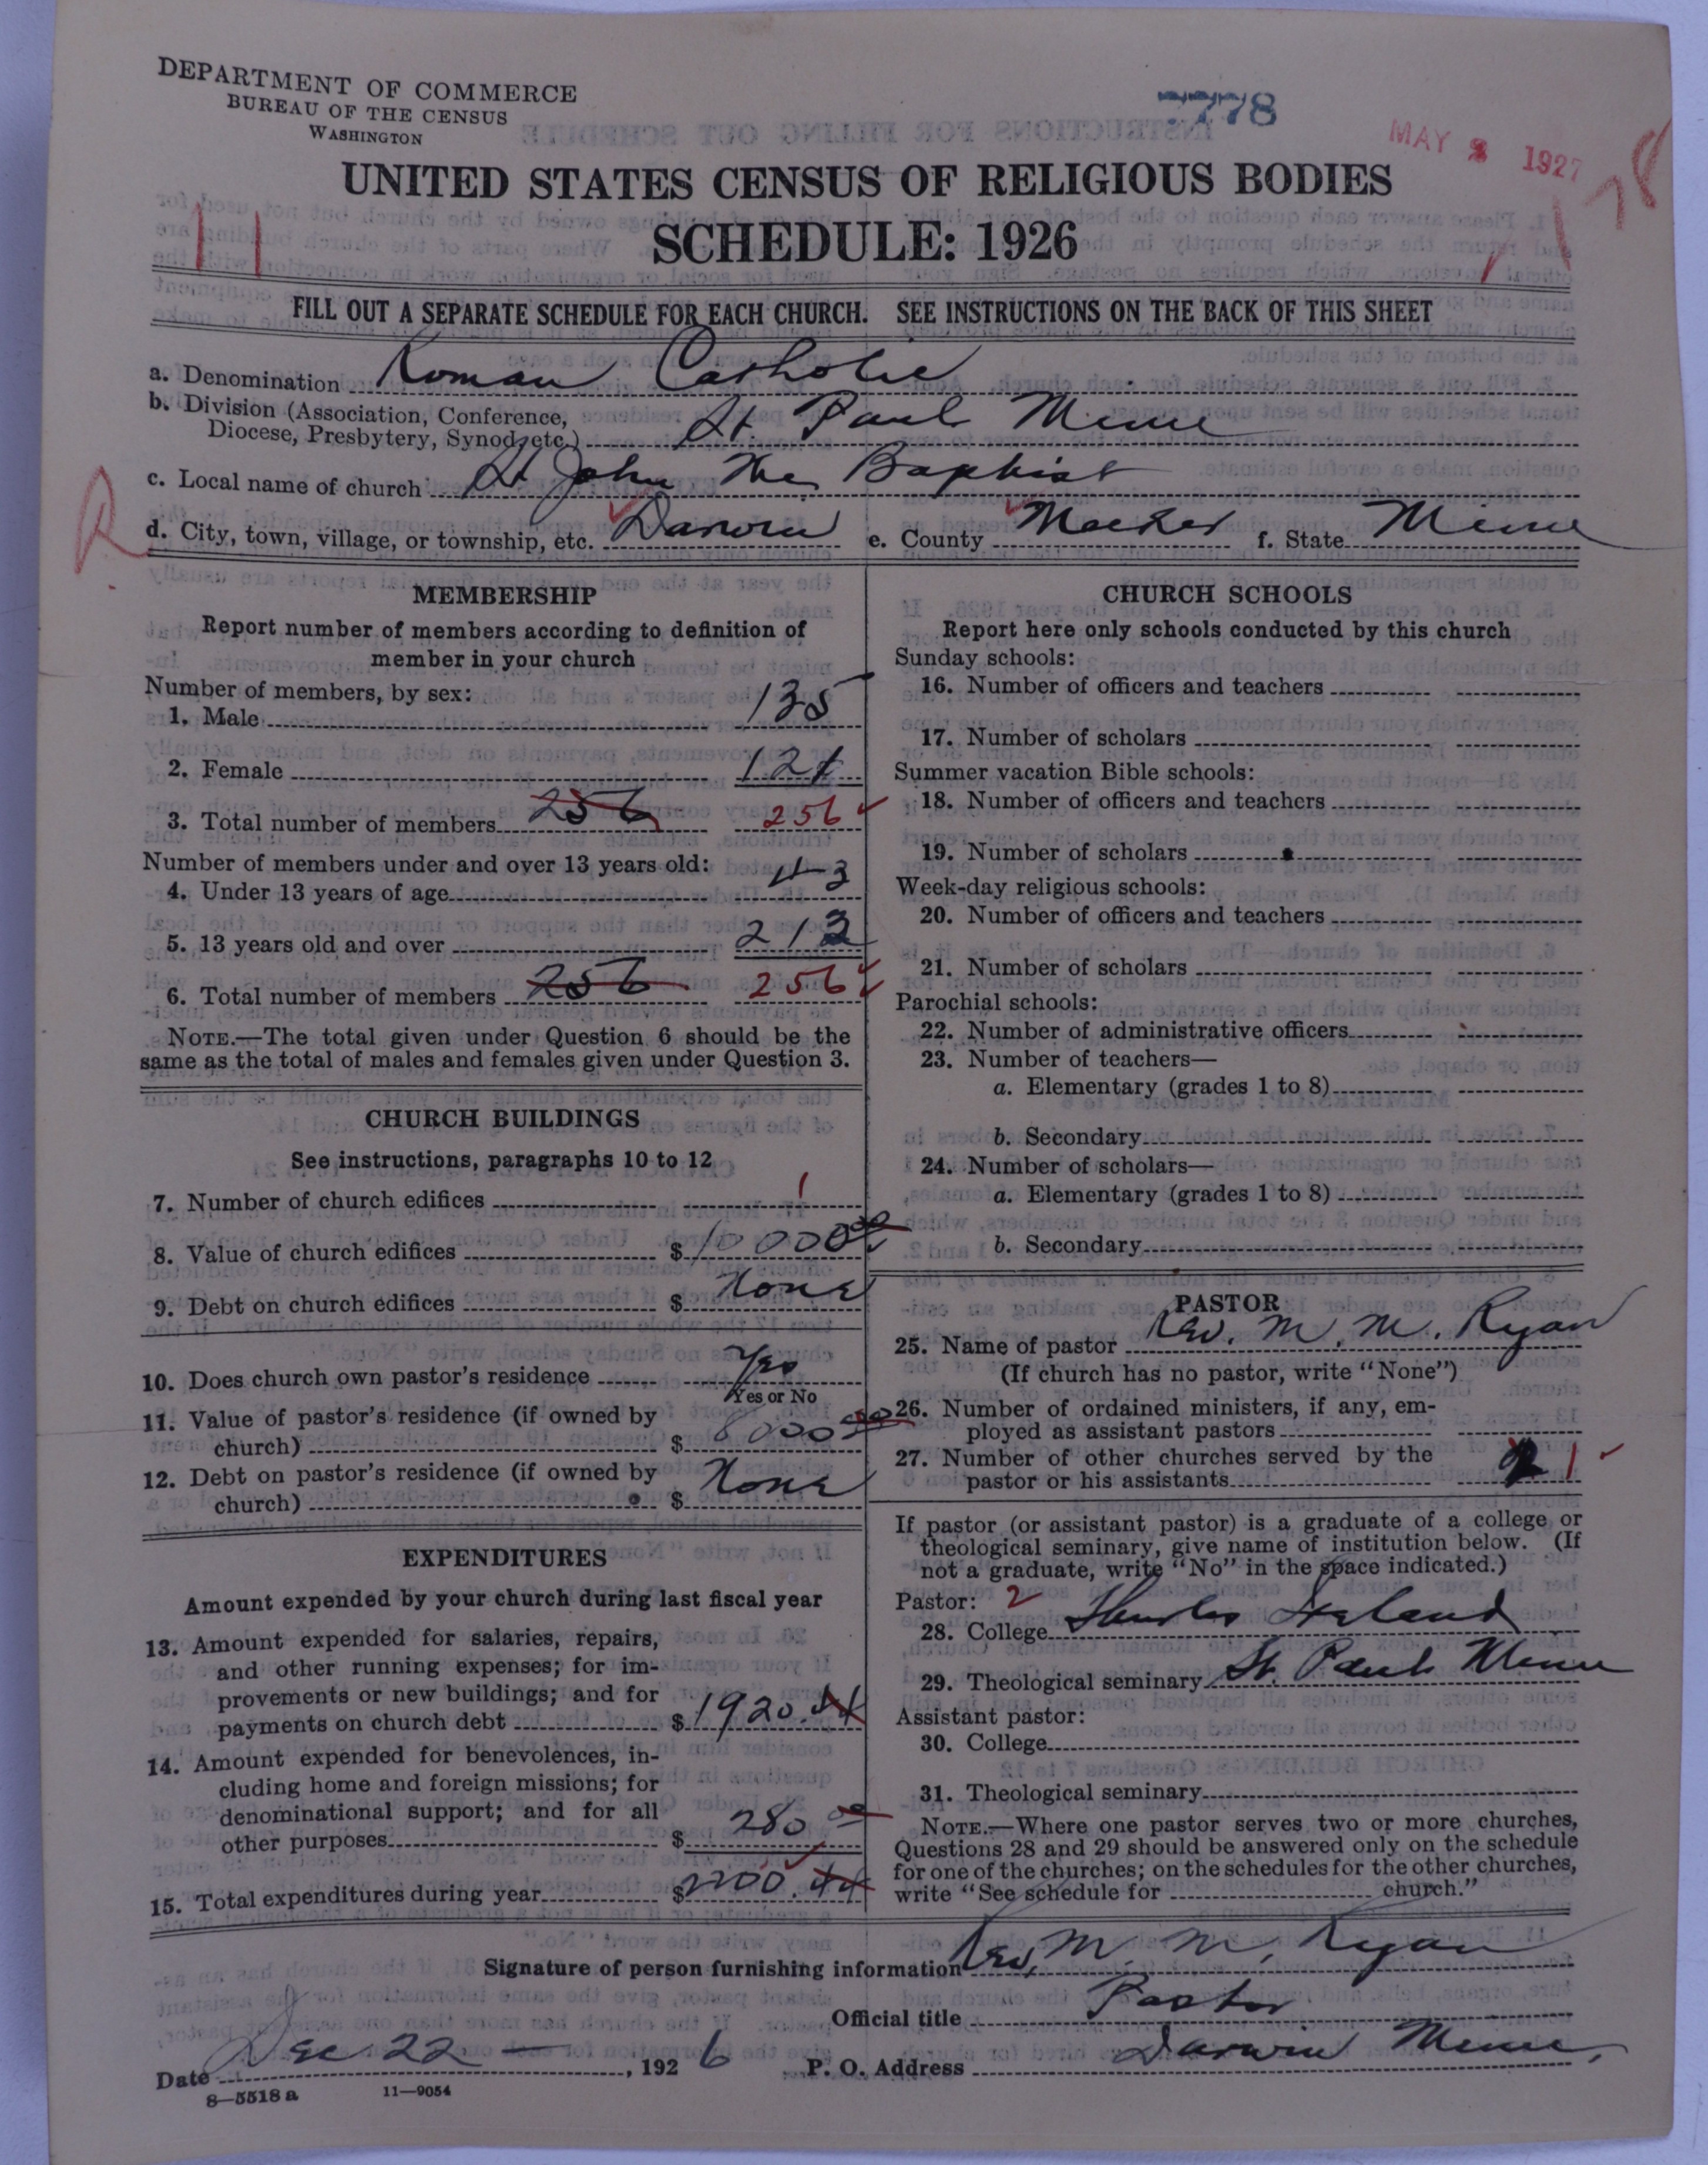 DEPARTMENT OF COMMERCE
BUREAU OF THE CENSUS
WASHINGTON
7778
MAY 2 1927
UNITED STATES CENSUS OF RELIGIOUS BODIES
SCHEDULE: 1926
FILL OUT A SEPARATE SCHEDULE FOR EACH CHURCH. SEE INSTRUCTIONS ON THE BACK OF THIS SHEET
a. Denomination Roman Catholic
b. Division (Association, Conference,
Diocese, Presbytery, Synod, etc.) St. Paul Minn
c. Local name of church St John the Baptist
d. City, town, village, or township, etc. Darwin e. County Meeker f. State Minn
MEMBERSHIP
Report number of members according to definition of
member in your church
Number of members, by sex:
1. Male 135
2. Female 121
3. Total number of members 256 256
Number of members under and over 13 years old:
4. Under 13 years of age 43
5. 13 years old and over 213
6. Total number of members 256 256
NOTE.—The total given under Question 6 should be the
same as the total of males and females given under Question 3.
CHURCH BUILDINGS
See instructions, paragraphs 10 to 12
7. Number of church edifices 1
8. Value of church edifices $ 10000 00
9. Debt on church edifices $ None
10. Does church own pastor's residence Yes
Yes or No
11. Value of pastor's residence (if owned by
church) $ 8000 00
12. Debt on pastor's residence (if owned by
church) $ None
EXPENDITURES
Amount expended by your church during last fiscal year
13. Amount expended for salaries, repairs,
and other running expenses; for im-
provements or new buildings; and for
payments on church debt $ 1920.44
14. Amount expended for benevolences, in-
cluding home and foreign missions; for
denominational support; and for all
other purposes $ 280 00
15. Total expenditures during year $ 2200.44
CHURCH SCHOOLS
Report here only schools conducted by this church
Sunday schools:
16. Number of officers and teachers
17. Number of scholars
Summer vacation Bible schools:
18. Number of officers and teachers
19. Number of scholars
Week-day religious schools:
20. Number of officers and teachers
21. Number of scholars
Parochial schools:
22. Number of administrative officers
23. Number of teachers—
a. Elementary (grades 1 to 8)
b. Secondary
24. Number of scholars—
a. Elementary (grades 1 to 8)
b. Secondary
PASTOR
25. Name of pastor Rev. M. M. Ryan
(If church has no pastor, write "None")
26. Number of ordained ministers, if any, em-
ployed as assistant pastors
27. Number of other churches served by the
pastor or his assistants 1
If pastor (or assistant pastor) is a graduate of a college or
theological seminary, give name of institution below. (If
not a graduate, write "No" in the space indicated.)
Pastor: 2
28. College Thurles Ireland
29. Theological seminary St. Paul Minn
Assistant pastor:
30. College
31. Theological seminary
NOTE.—Where one pastor serves two or more churches,
Questions 28 and 29 should be answered only on the schedule
for one of the churches; on the schedules for the other churches,
write "See schedule for church."
Signature of person furnishing information Rev. M. M. Ryan
Official title Pastor
Date Dec 22 — , 1926 P. O. Address Darwin Minn.
8—5518 a 11—9054